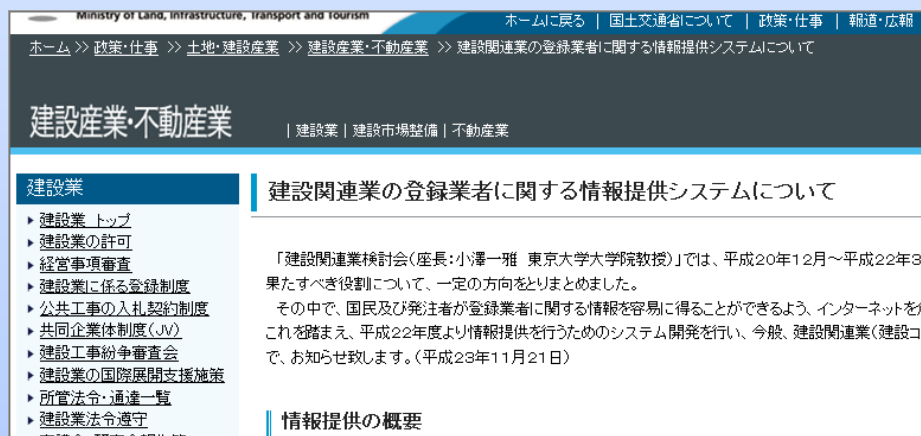 Ministry of Land, Infrastructure, Transport and Tourism
ホームに戻る | 国土交通省について | 政策・仕事 | 報道・広報
ホーム >> 政策・仕事 >> 土地・建設産業 >> 建設産業・不動産業 >> 建設関連業の登録業者に関する情報提供システムについて
建設産業・不動産業
| 建設業 | 建設市場整備 | 不動産業
建設業
建設業 トップ
建設業の許可
経営事項審査
建設業に係る登録制度
公共工事の入札契約制度
共同企業体制度(JV)
建設工事紛争審査会
建設業の国際展開支援施策
所管法令・通達一覧
建設業法令遵守
建設関連業の登録業者に関する情報提供システムについて
「建設関連業検討会(座長:小澤一雅 東京大学大学院教授)」では、平成20年12月~平成22年3
果たすべき役割について、一定の方向をとりまとめました。
その中で、国民及び発注者が登録業者に関する情報を容易に得ることができるよう、インターネットを
これを踏まえ、平成22年度より情報提供を行うためのシステム開発を行い、今般、建設関連業(建設コ
で、お知らせ致します。(平成23年11月21日)
情報提供の概要